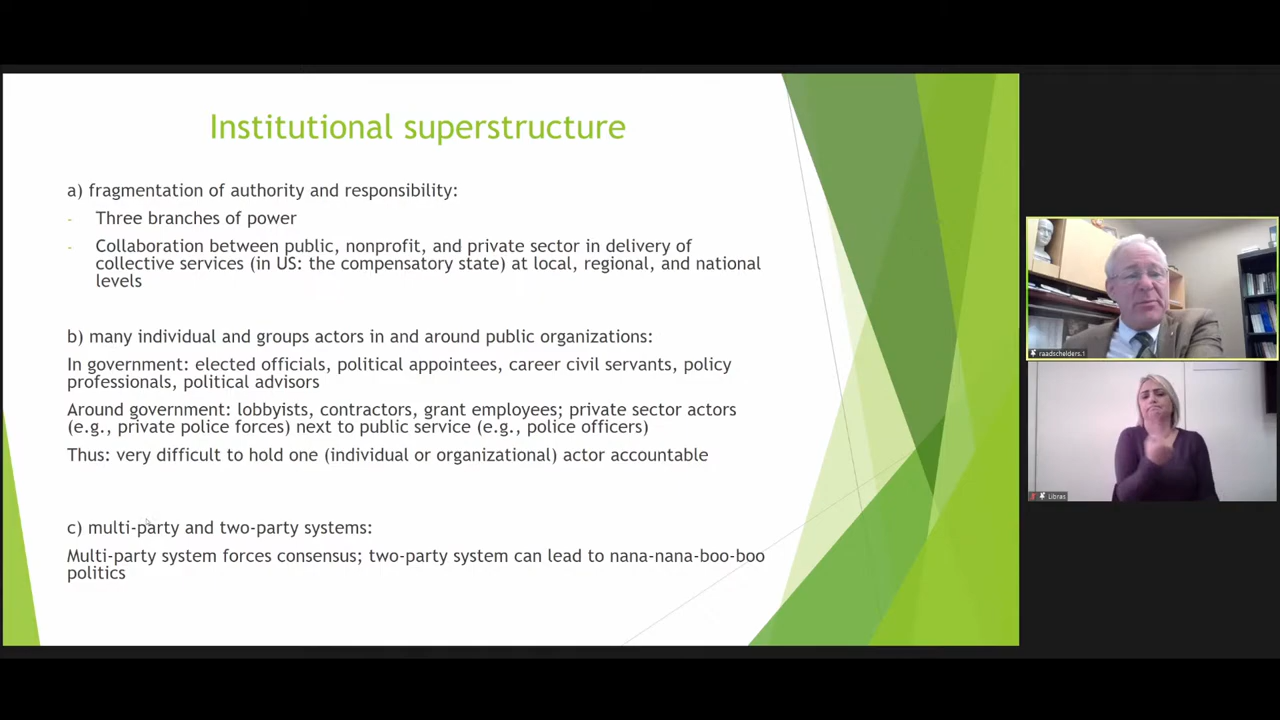 Institutional superstructure
a) fragmentation of authority and responsibility:
- Three branches of power
- Collaboration between public, nonprofit, and private sector in delivery of
collective services (in US: the compensatory state) at local, regional, and national
levels
b) many individual and groups actors in and around public organizations:
In government: elected officials, political appointees, career civil servants, policy
professionals, political advisors
Around government: lobbyists, contractors, grant employees; private sector actors
(e.g., private police forces) next to public service (e.g., police officers)
Thus: very difficult to hold one (individual or organizational) actor accountable
c) multi-party and two-party systems:
Multi-party system forces consensus; two-party system can lead to nana-nana-boo-boo
politics
raadschelders.1
Libras